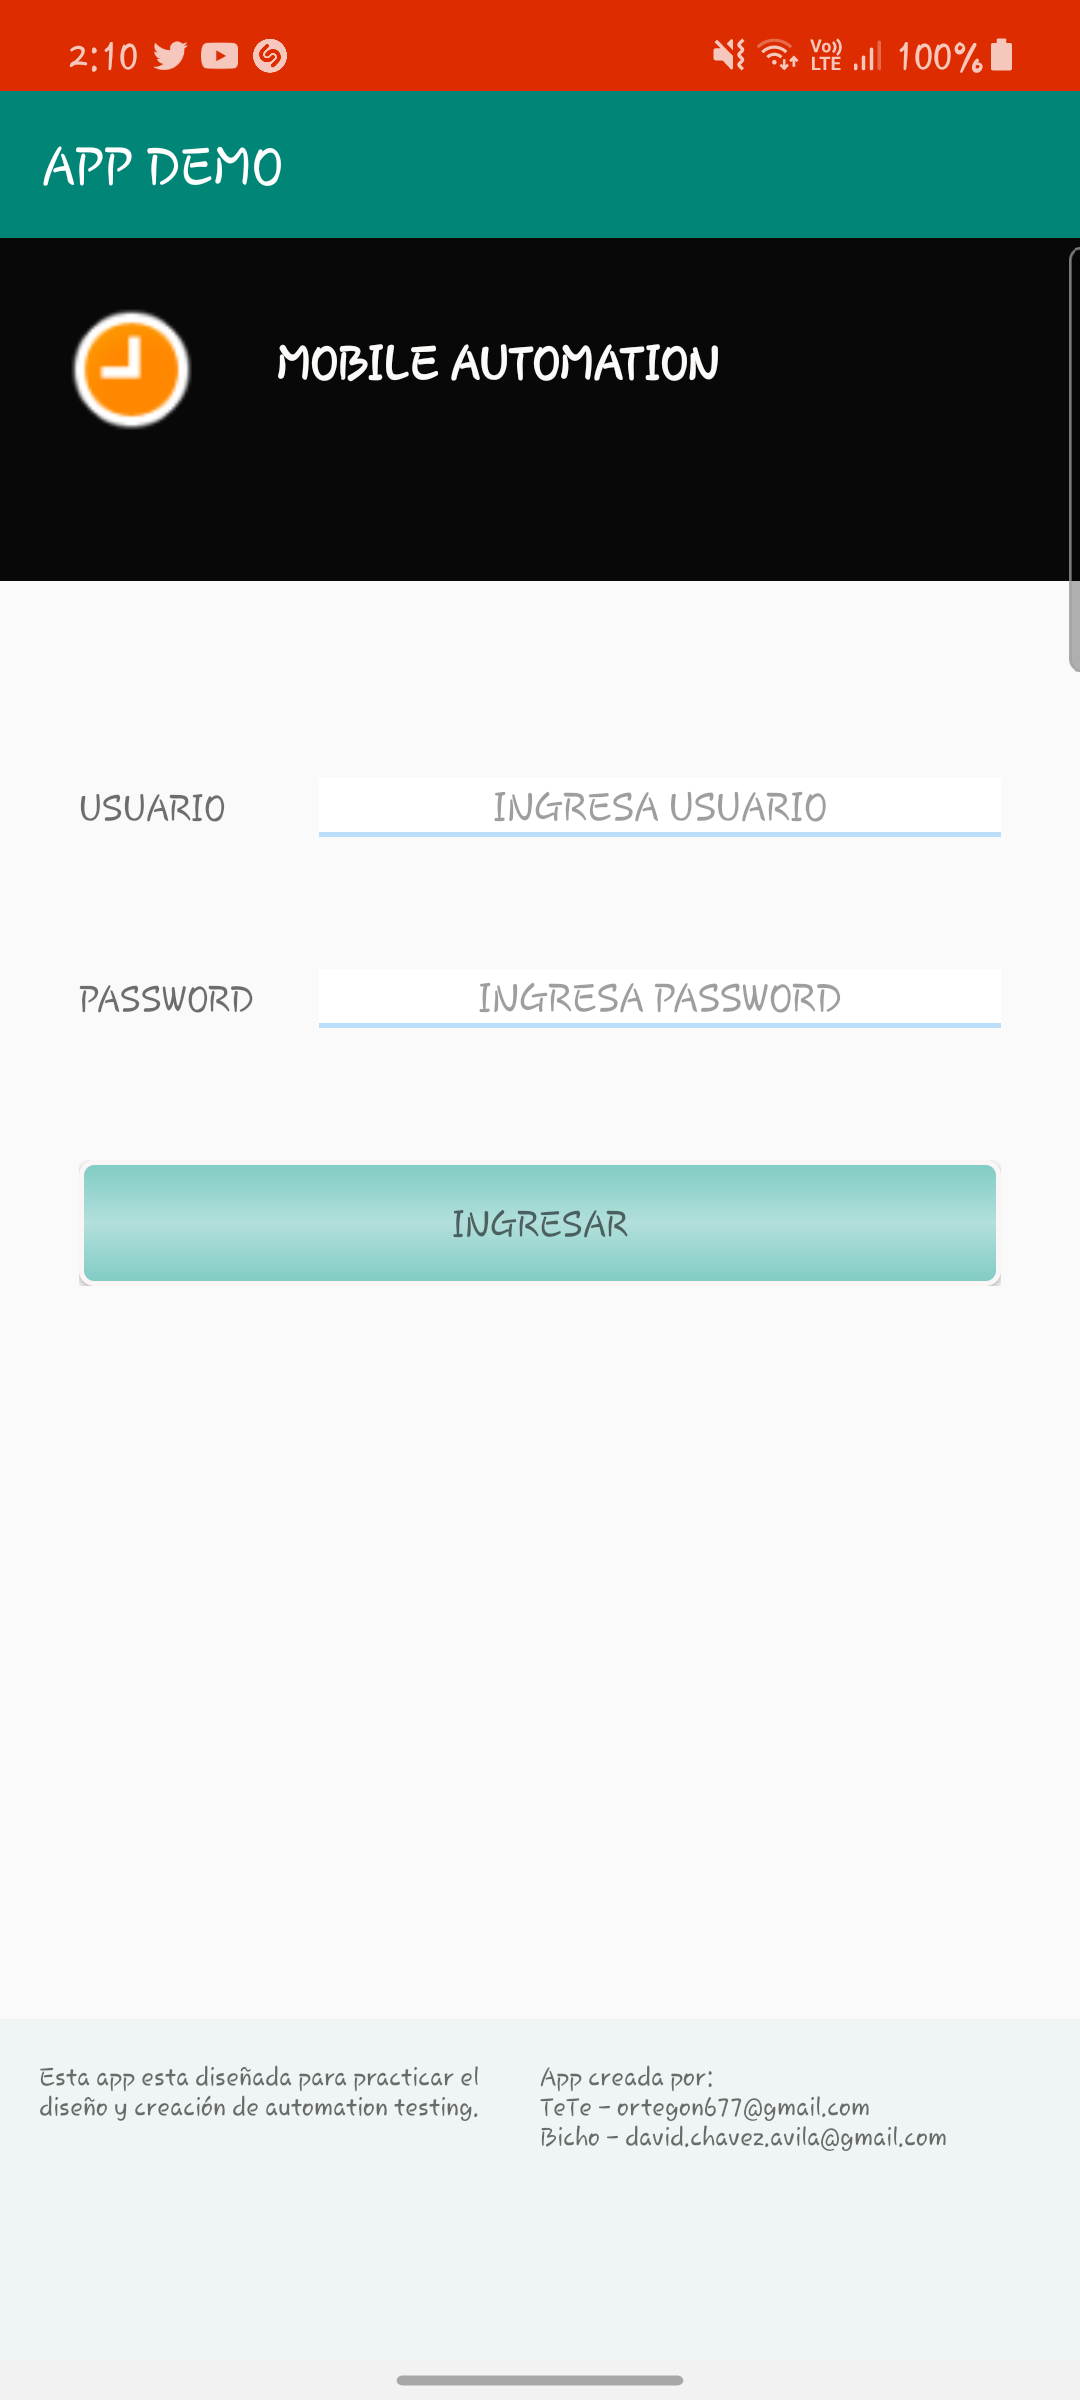 2:10
Vo)) LTE 100%
APP DEMO
MOBILE AUTOMATION
USUARIO
INGRESA USUARIO
PASSWORD
INGRESA PASSWORD
INGRESAR
Esta app esta diseñada para practicar el
diseño y creación de automation testing.
App creada por:
TeTe - ortegon677@gmail.com
Bicho - david.chavez.avila@gmail.com